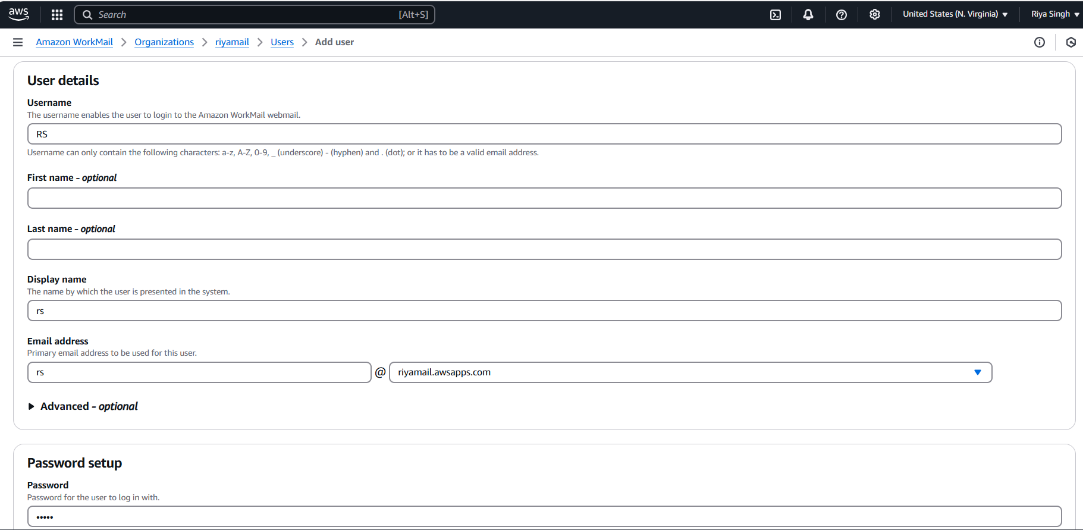 aws Search [Alt+S] United States (N. Virginia) Riya Singh
Amazon WorkMail > Organizations > riyamail > Users > Add user
User details
Username
The username enables the user to login to the Amazon WorkMail webmail.
RS
Username can only contain the following characters: a-z, A-Z, 0-9, _ (underscore) - (hyphen) and . (dot); or it has to be a valid email address.
First name - optional
Last name - optional
Display name
The name by which the user is presented in the system.
rs
Email address
Primary email address to be used for this user.
rs @ riyamail.awsapps.com
Advanced - optional
Password setup
Password
Password for the user to log in with.
•••••